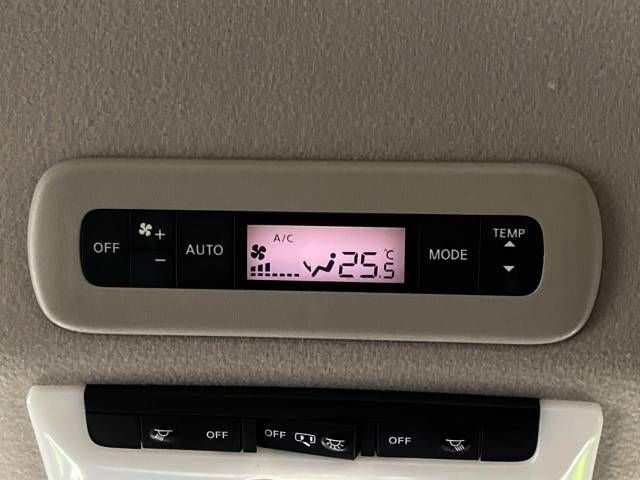 OFF + - AUTO A/C 25.5 °C MODE TEMP
OFF OFF OFF